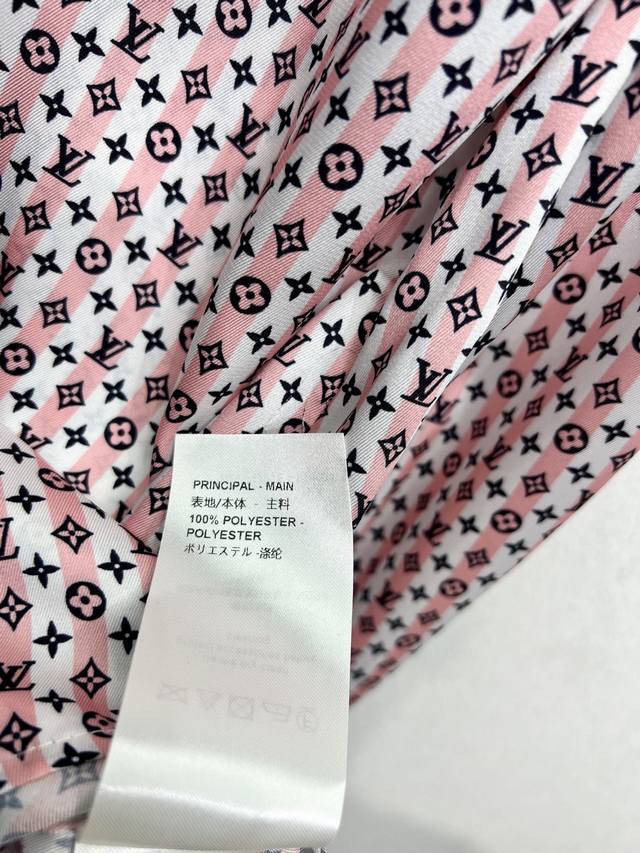 PRINCIPAL - MAIN
表地/本体 - 主料
100% POLYESTER -
POLYESTER
ポリエステル -涤纶